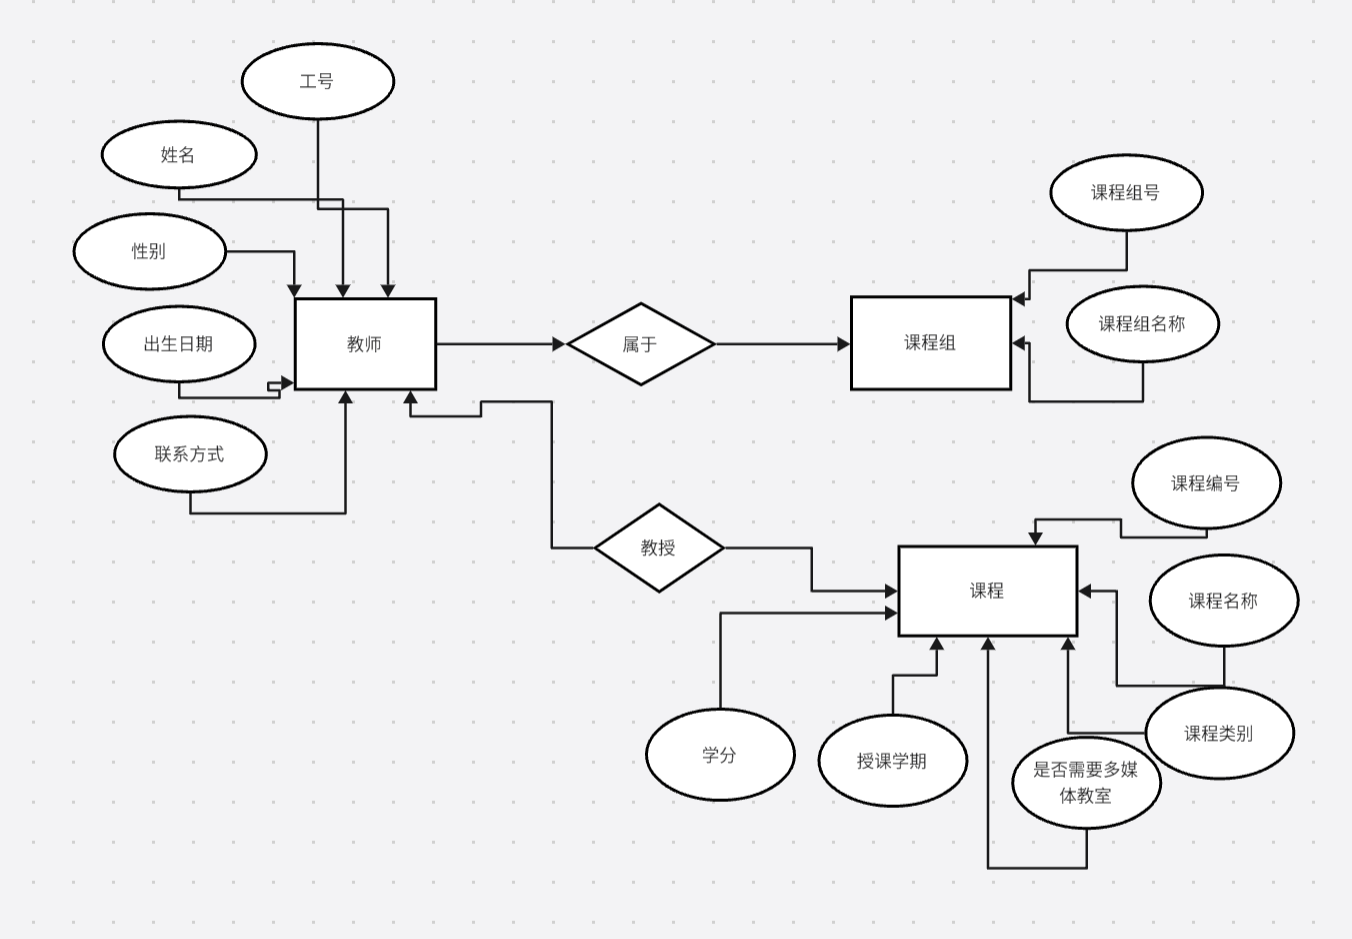 工号
姓名
性别
出生日期
联系方式
教师
属于
课程组
课程组号
课程组名称
教授
课程
课程编号
课程名称
课程类别
学分
授课学期
是否需要多媒
体教室